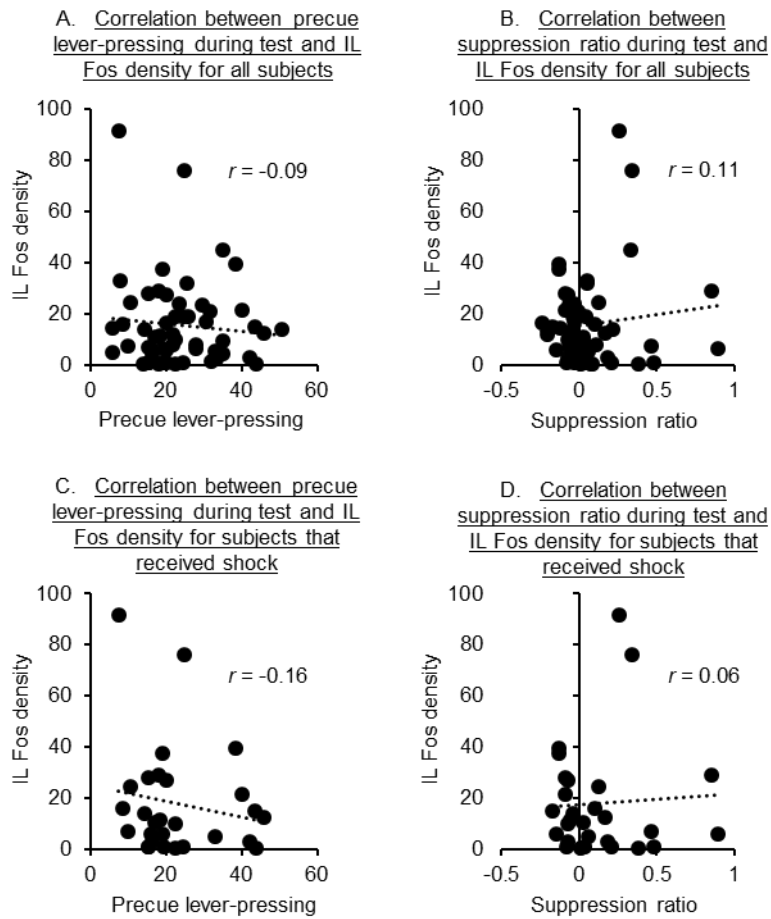 A. Correlation between precue
lever-pressing during test and IL
Fos density for all subjects
100
80
60
40
20
0
IL Fos density
r = -0.09
0
20
40
60
Precue lever-pressing
B. Correlation between
suppression ratio during test and
IL Fos density for all subjects
100
80
60
40
20
0
IL Fos density
r = 0.11
-0.5
0
0.5
1
Suppression ratio
C. Correlation between precue
lever-pressing during test and IL
Fos density for subjects that
received shock
100
80
60
40
20
0
IL Fos density
r = -0.16
0
20
40
60
Precue lever-pressing
D. Correlation between
suppression ratio during test and
IL Fos density for subjects that
received shock
100
80
60
40
20
0
IL Fos density
r = 0.06
-0.5
0
0.5
1
Suppression ratio